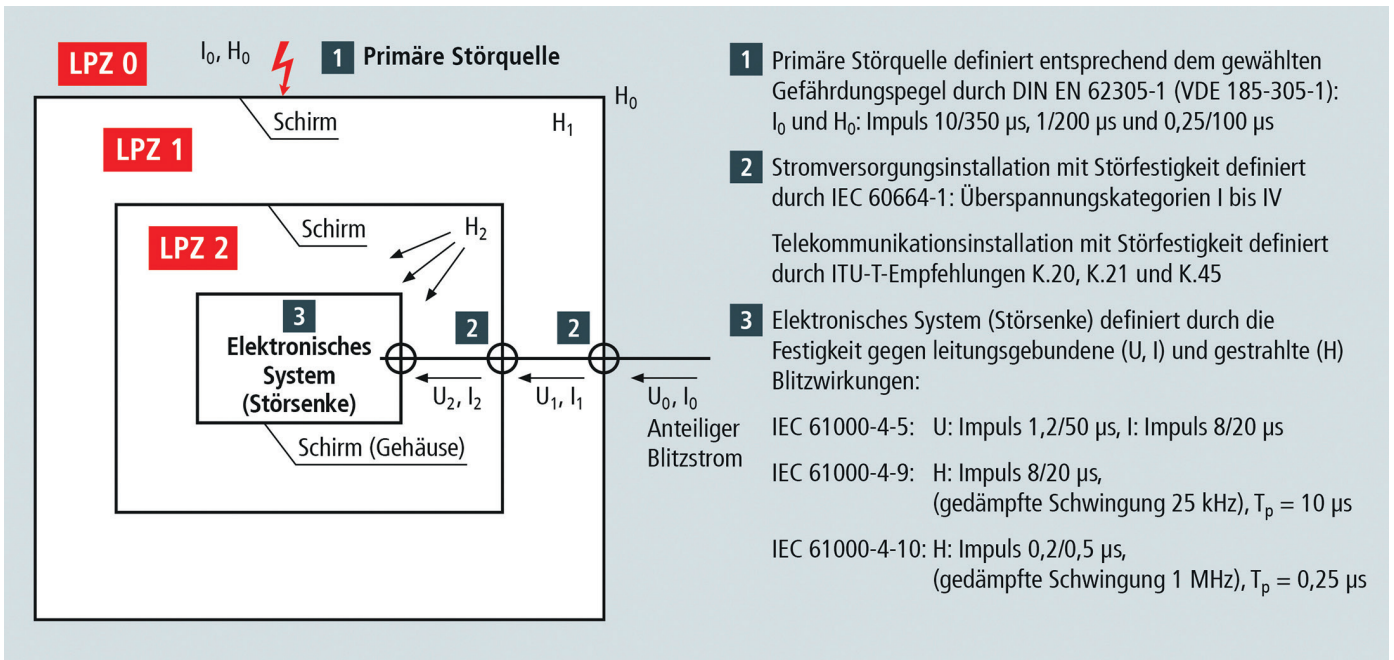 LPZ 0
I0, H0
1 Primäre Störquelle
H0
Schirm
H1
LPZ 1
Schirm
H2
LPZ 2
3
Elektronisches
System
(Störsenke)
2
2
U2, I2
U1, I1
U0, I0
Anteiliger
Blitzstrom
Schirm (Gehäuse)
1 Primäre Störquelle definiert entsprechend dem gewählten
Gefährdungspegel durch DIN EN 62305-1 (VDE 185-305-1):
I0 und H0: Impuls 10/350 µs, 1/200 µs und 0,25/100 µs
2 Stromversorgungsinstallation mit Störfestigkeit definiert
durch IEC 60664-1: Überspannungskategorien I bis IV
Telekommunikationsinstallation mit Störfestigkeit definiert
durch ITU-T-Empfehlungen K.20, K.21 und K.45
3 Elektronisches System (Störsenke) definiert durch die
Festigkeit gegen leitungsgebundene (U, I) und gestrahlte (H)
Blitzwirkungen:
IEC 61000-4-5: U: Impuls 1,2/50 µs, I: Impuls 8/20 µs
IEC 61000-4-9: H: Impuls 8/20 µs,
(gedämpfte Schwingung 25 kHz), Tp = 10 µs
IEC 61000-4-10: H: Impuls 0,2/0,5 µs,
(gedämpfte Schwingung 1 MHz), Tp = 0,25 µs